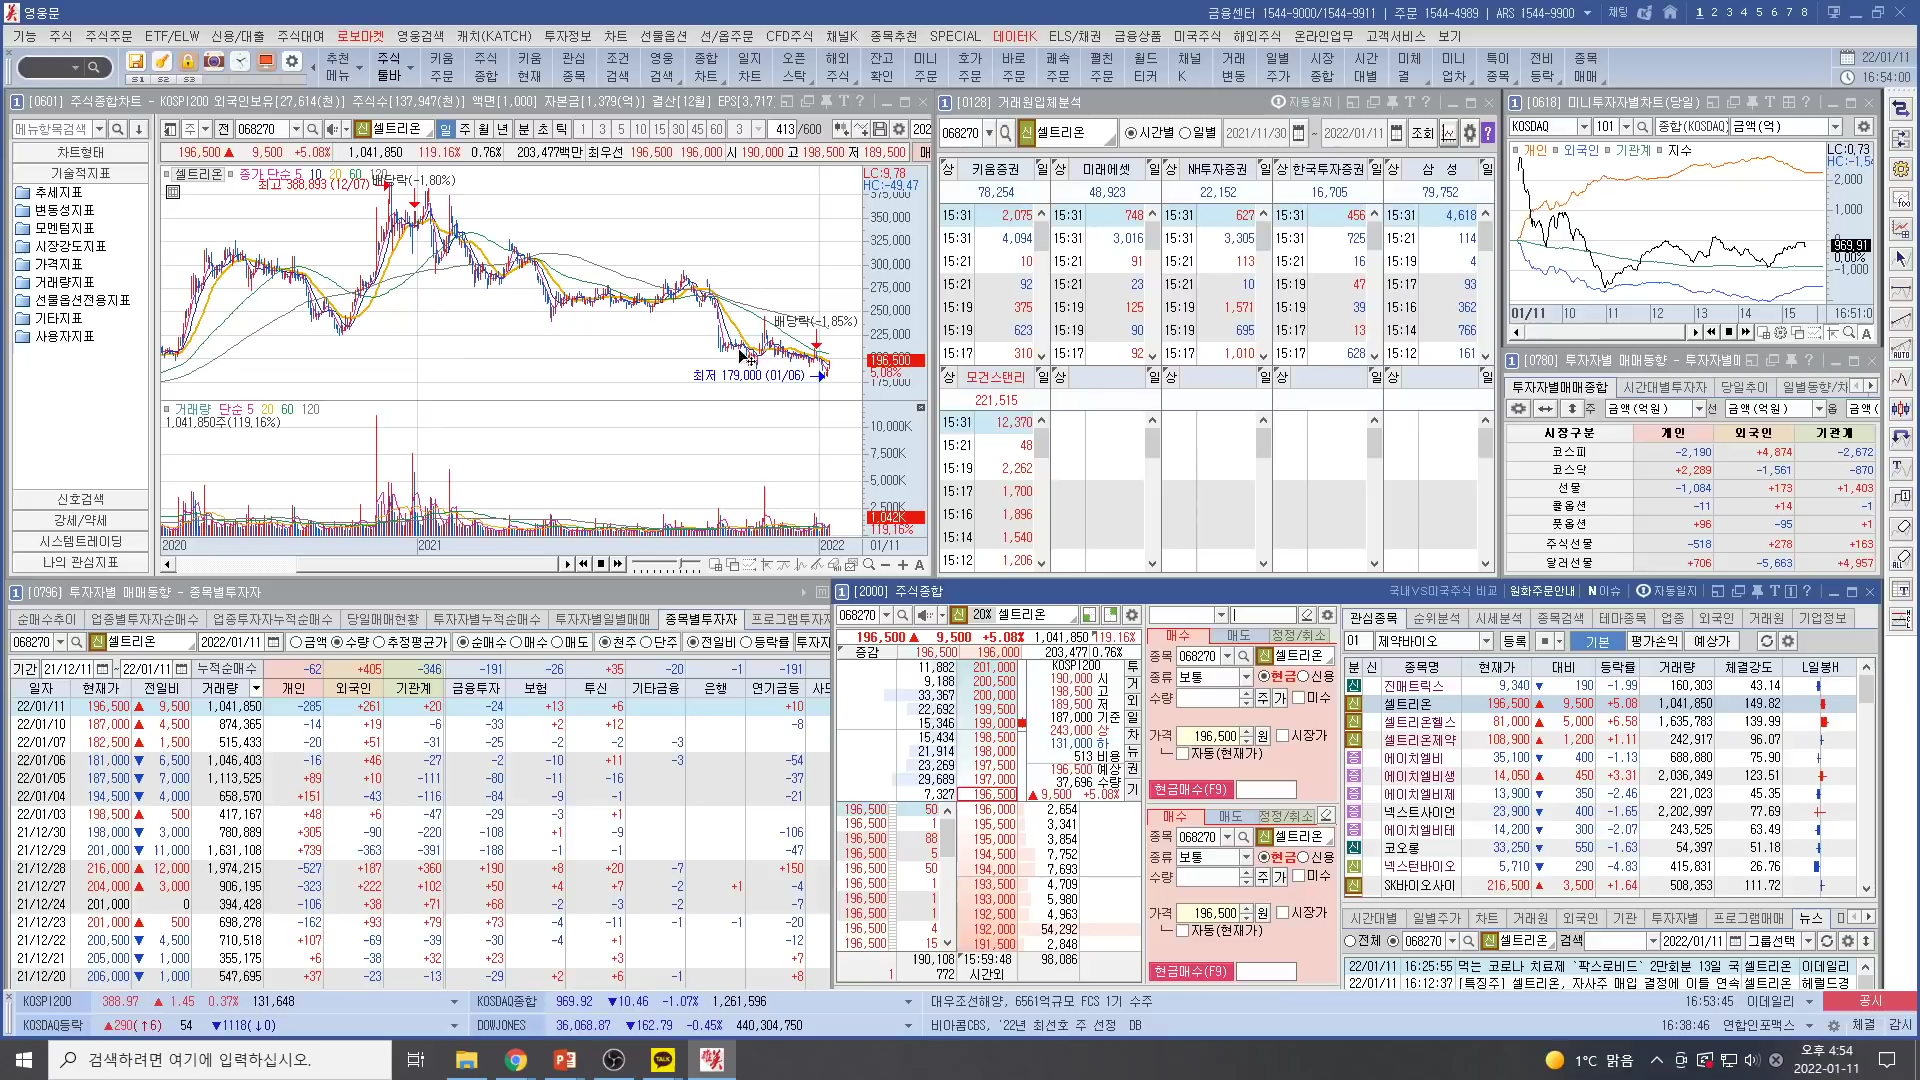 영웅문
금융센터 1544-9000/1544-9911 | 주문 1544-4989 | ARS 1544-9900 채팅 1 2 3 4 5 6 7 8
기능 주식 주식주문 ETF/ELW 신용/대출 주식대여 로보마켓 영웅검색 캐치(KATCH) 투자정보 차트 선물옵션 선/옵주문 CFD주식 채널K 종목추천 SPECIAL 데이터K ELS/채권 금융상품 미국주식 해외주식 온라인업무 고객서비스 보기
추천 주식 키움 주식 키움 관심 조건 영웅 종합 일지 오픈 해외 잔고 미니 호가 바로 쾌속 펼친 월드 채널 거래 일별 시장 시간 미체 미니 특이 전비 종목 22/01/11
S1 S2 S3 메뉴 툴바 주문 종합 현재 종목 검색 검색 차트 차트 스탁 주식 확인 주문 주문 주문 주문 주문 티커 K 변동 주가 종합 대별 결 업차 종목 등락 매매 16:54:00
1 [0601] 주식종합차트 - KOSPI200 외국인보유[27,614(천)] 주식수[137,947(천)] 액면[1,000] 자본금[1,379(억)] 결산[12월] EPS[3,717]
메뉴항목검색 주 전 068270 신 셀트리온 일 주 월 년 분 초 틱 1 3 5 10 15 30 45 60 3 413 /600 202
차트형태 196,500 ▲ 9,500 +5.08% 1,041,850 119.16% 0.76% 203,477백만 최우선 196,500 196,000 시 190,000 고 198,500 저 189,500 매
기술적지표
추세지표
변동성지표
모멘텀지표
시장강도지표
가격지표
거래량지표
선물옵션전용지표
기타지표
사용자지표
신호검색
강세/약세
시스템트레이딩
나의 관심지표
셀트리온 종가 단순 5 10 20 60 120
최고 388,893 (12/07) 배당락(-1,80%)
LC:9,78
HC:-49,47
375,000
350,000
325,000
300,000
275,000
250,000
225,000
196,500
5,08%
175,000
배당락(-1,85%)
최저 179,000 (01/06)
거래량 단순 5 20 60 120
1,041,850주(119,16%)
10,000K
7,500K
5,000K
2,500K
1,042K
119,16%
2020 2021 2022 01/11
1 [0128] 거래원입체분석 자동일지
068270 신 셀트리온 시간별 일별 2021/11/30 ~ 2022/01/11 조회
상 키움증권 일 상 미래에셋 일 상 NH투자증권 일 상 한국투자증권 일 상 삼 성 일
78,254 48,923 22,152 16,705 79,752
15:31 2,075 15:31 748 15:31 627 15:31 456 15:31 4,618
15:31 4,094 15:31 3,016 15:31 3,305 15:31 725 15:21 114
15:21 10 15:21 91 15:21 113 15:21 16 15:19 4
15:21 92 15:21 23 15:21 10 15:19 47 15:17 93
15:19 375 15:19 125 15:19 1,571 15:19 39 15:16 362
15:19 623 15:19 90 15:19 695 15:17 13 15:14 766
15:17 310 15:17 92 15:17 1,010 15:17 628 15:12 161
상 모건스탠리 일 상 일 상 일 상 일 상 일
221,515
15:31 12,370
15:21 48
15:19 2,262
15:17 1,700
15:16 1,896
15:14 1,540
15:12 1,206
1 [0618] 미니투자자별차트(당일)
KOSDAQ 101 종합(KOSDAQ) 금액(억)
개인 외국인 기관계 지수
LC:0,73
HC:-1,54
2,000
1,000
969,91
0,00%
-1,000
01/11 10 11 12 13 14 15 16:51:0
1 [0780] 투자자별 매매동향 - 투자자별매
투자자별매매종합 시간대별투자자 당일추이 일별동향/차
주 금액(억원) 선 금액(억원) 옵 금액(
시장구분 개인 외국인 기관계
코스피 -2,190 +4,874 -2,672
코스닥 +2,289 -1,561 -870
선물 -1,084 +173 +1,403
콜옵션 -11 +14 -1
풋옵션 +96 -95 +1
주식선물 -518 +278 +163
달러선물 +706 -5,663 +4,957
1 [0796] 투자자별 매매동향 - 종목별투자자
순매수추이 업종별투자자순매수 업종투자자누적순매수 당일매매현황 투자자별누적순매수 투자자별일별매매 종목별투자자 프로그램투자자
068270 신 셀트리온 2022/01/11 금액 수량 추정평균가 순매수 매수 매도 천주 단주 전일비 등락률 투자자
기간 21/12/11 ~ 22/01/11 누적순매수 -62 +405 -346 -191 -26 +35 -20 -1 -191
일자 현재가 전일비 거래량 개인 외국인 기관계 금융투자 보험 투신 기타금융 은행 연기금등 사모
22/01/11 196,500 ▲ 9,500 1,041,850 -285 +261 +20 -24 +13 +6 +10
22/01/10 187,000 ▲ 4,500 874,365 -14 +19 -6 -33 +2 +12 -8
22/01/07 182,500 ▲ 1,500 515,433 -20 +51 -31 -25 -2 -2 -3
22/01/06 181,000 ▼ 6,500 1,046,403 -16 +46 -27 -2 -10 +11 -3 -54
22/01/05 187,500 ▼ 7,000 1,113,525 +89 +10 -111 -80 -11 -16 -37
22/01/04 194,500 ▼ 4,000 658,570 +151 -43 -116 -84 -9 -1 -21
22/01/03 198,500 ▲ 500 417,167 +48 +6 -47 -29 -3 +1
21/12/30 198,000 ▼ 3,000 780,889 +305 -90 -220 -108 +1 -9 -106
21/12/29 201,000 ▼ 11,000 1,631,108 +739 -363 -391 -188 -1 -1 -47
21/12/28 216,000 ▲ 12,000 1,974,215 -527 +187 +360 +190 +8 +20 -7 +150
21/12/27 204,000 ▲ 3,000 906,195 -323 +222 +102 +50 +4 +7 -2 +1 -4
21/12/24 201,000 0 394,428 -106 +38 +71 +68 -2 -3 -2 -7
21/12/23 201,000 ▲ 500 698,278 -162 +93 +79 +73 -4 -11 -1 -1 -20
21/12/22 200,500 ▼ 4,500 710,518 +107 -69 -39 -30 -4 +1 -12
21/12/21 205,000 ▼ 1,000 355,175 +6 -38 +32 +23 +3 +7
21/12/20 206,000 ▼ 1,000 547,695 +37 -23 -13 -29 +2 +6 -1 +8
1 [2000] 주식종합 국내VS미국주식 비교 원화주문안내 N이슈 자동일지
068270 신 20% 셀트리온
196,500 ▲ 9,500 +5.08% 1,041,850 119.16%
증감 196,500 196,000 203,477 0.76%
11,882 201,000 KOSPI200 투
9,188 200,500 190,000 시 거
33,367 200,000 198,500 고
22,692 199,500 189,500 저 외
15,346 199,000 187,000 기준 일
15,434 198,500 243,000 상
21,914 198,000 131,000 하 차
23,269 197,500 513 비용 뉴
29,689 197,000 196,500 예상 권
7,327 196,500 37,696 수량
▲ 9,500 +5.08% 기
196,500 50 196,000 2,654
196,500 1 195,500 3,341
196,500 88 195,000 3,854
196,500 5 194,500 7,752
196,500 50 194,000 7,693
196,500 1 193,500 4,709
196,500 1 193,000 5,980
196,500 1 192,500 4,963
196,500 4 192,000 54,292
196,500 15 191,500 2,848
190,108 15:59:48 98,086
1 772 시간외
매수 매도 정정/취소
종목 068270 신 셀트리온
종류 보통 현금 신용
수량 주 가 미수
가격 196,500 원 시장가
자동(현재가)
현금매수(F9)
매수 매도 정정/취소
종목 068270 신 셀트리온
종류 보통 현금 신용
수량 주 가 미수
가격 196,500 원 시장가
자동(현재가)
현금매수(F9)
관심종목 순위분석 시세분석 종목검색 테마종목 업종 외국인 거래원 기업정보
01 제약바이오 등록 기본 평가손익 예상가
분 신 종목명 현재가 대비 등락률 거래량 체결강도 L일봉H
신 진매트릭스 9,340 ▼ 190 -1.99 160,303 43.14
신 셀트리온 196,500 ▲ 9,500 +5.08 1,041,850 149.82
신 셀트리온헬스 81,000 ▲ 5,000 +6.58 1,635,783 139.99
신 셀트리온제약 108,900 ▲ 1,200 +1.11 242,917 96.07
증 에이치엘비 35,100 ▼ 400 -1.13 688,880 75.90
증 에이치엘비생 14,050 ▲ 450 +3.31 2,036,349 123.51
증 에이치엘비제 13,900 ▼ 350 -2.46 221,023 45.35
증 넥스트사이언 23,900 ▼ 400 -1.65 2,202,997 77.69
증 에이치엘비테 14,200 ▼ 300 -2.07 243,525 63.49
신 코오롱 33,250 ▼ 550 -1.63 54,397 51.18
신 넥스턴바이오 5,710 ▼ 290 -4.83 415,831 26.76
신 SK바이오사이 216,500 ▲ 3,500 +1.64 508,353 111.72
시간대별 일별주가 차트 거래원 외국인 기관 투자자별 프로그램매매 뉴스
전체 068270 신 셀트리온 검색 2022/01/11 그룹선택
22/01/11 16:25:55 먹는 코로나 치료제 `팍스로비드` 2만회분 13일 국 셀트리온 이데일리
22/01/11 16:12:37 [특징주] 셀트리온, 자사주 매입 결정에 이틀 연속 셀트리온 헤럴드경
KOSPI200 388.97 ▲ 1.45 0.37% 131,648 KOSDAQ종합 969.92 ▼10.46 -1.07% 1,261,596 대우조선해양, 6561억규모 FCS 1기 수주 16:53:45 이데일리 공시
KOSDAQ등락 ▲290(↑6) 54 ▼1118(↓0) DOWJONES 36,068.87 ▼162.79 -0.45% 440,304,750 비아콤CBS, '22년 최선호 주 선정 DB 16:38:46 연합인포맥스 체결 감시
검색하려면 여기에 입력하십시오. 1°C 맑음 오후 4:54
2022-01-11